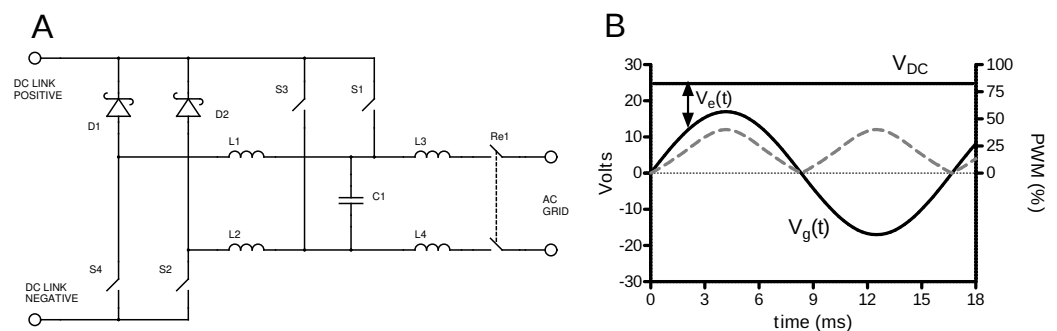 A
DC LINK
POSITIVE
D1
D2
S3
S1
L1
L3
Re1
C1
AC
GRID
L2
L4
S4
S2
DC LINK
NEGATIVE
B
Volts
30
20
10
0
-10
-20
-30
V_DC
V_e(t)
V_g(t)
100
75
50
25
0
PWM (%)
0 3 6 9 12 15 18
time (ms)